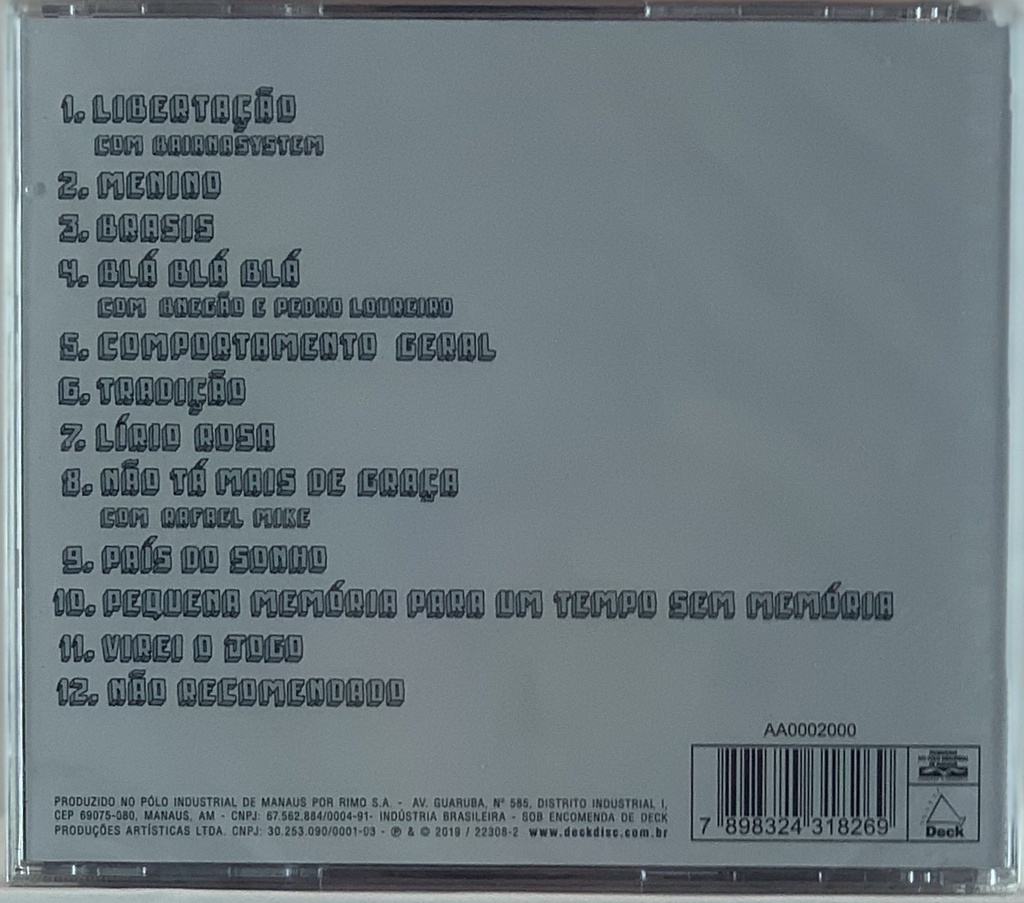 1. LIBERTAÇÃO
COM BAIANASYSTEM
2. MENINO
3. BRASIS
4. BLÁ BLÁ BLÁ
COM BNEGÃO E PEDRO LOUREIRO
5. COMPORTAMENTO GERAL
6. TRADIÇÃO
7. LÍRIO ROSA
8. NÃO TÁ MAIS DE GRAÇA
COM RAFAEL MIKE
9. PAÍS DO SONHO
10. PEQUENA MEMÓRIA PARA UM TEMPO SEM MEMÓRIA
11. VIREI O JOGO
12. NÃO RECOMENDADO
AA0002000
PRODUZIDO NO PÓLO INDUSTRIAL DE MANAUS POR RIMO S.A. - AV. GUARUBA, Nº 585, DISTRITO INDUSTRIAL I,
CEP 69075-080, MANAUS, AM - CNPJ: 67.562.884/0004-91- INDÚSTRIA BRASILEIRA - SOB ENCOMENDA DE DECK
PRODUÇÕES ARTÍSTICAS LTDA. CNPJ: 30.253.090/0001-03 - ℗ & © 2019 / 22308-2 www.deckdisc.com.br
7 898324 318269
Deck